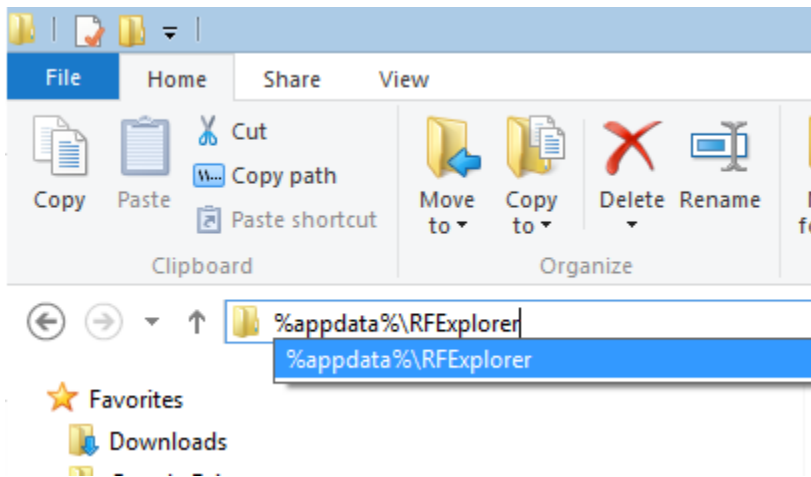 File Home Share View
Copy
Paste
Cut
Copy path
Paste shortcut
Move to
Copy to
Delete
Rename
Clipboard
Organize
%appdata%\RFExplorer
%appdata%\RFExplorer
Favorites
Downloads